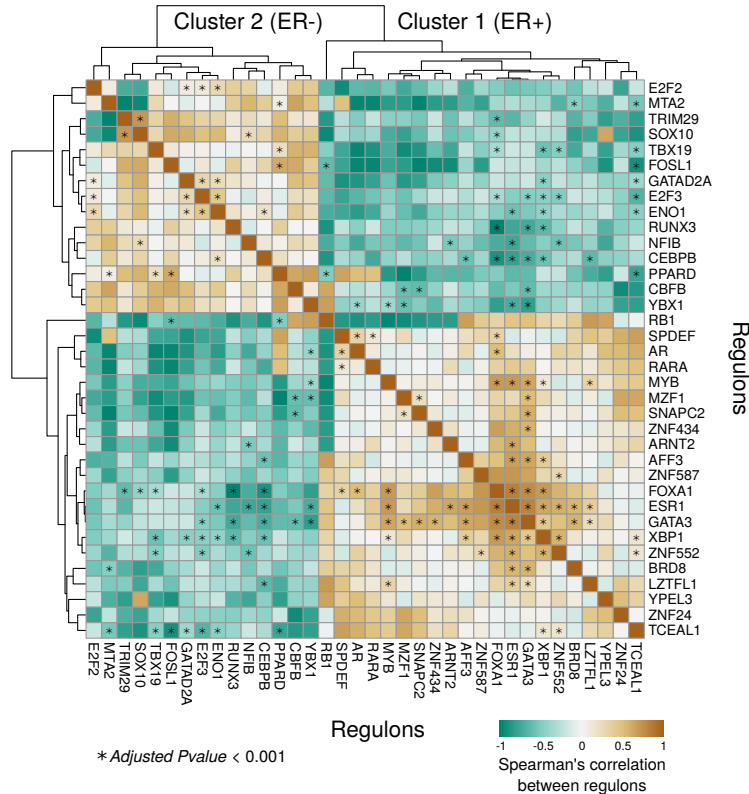 Cluster 2 (ER-)
Cluster 1 (ER+)
E2F2
MTA2
TRIM29
SOX10
TBX19
FOSL1
GATAD2A
E2F3
ENO1
RUNX3
NFIB
CEBPB
PPARD
CBFB
YBX1
RB1
SPDEF
AR
RARA
MYB
MZF1
SNAPC2
ZNF434
ARNT2
AFF3
ZNF587
FOXA1
ESR1
GATA3
XBP1
ZNF552
BRD8
LZTFL1
YPEL3
ZNF24
TCEAL1
Regulons
E2F2
MTA2
TRIM29
SOX10
TBX19
FOSL1
GATAD2A
E2F3
ENO1
RUNX3
NFIB
CEBPB
PPARD
CBFB
YBX1
RB1
SPDEF
AR
RARA
MYB
MZF1
SNAPC2
ZNF434
ARNT2
AFF3
ZNF587
FOXA1
ESR1
GATA3
XBP1
ZNF552
BRD8
LZTFL1
YPEL3
ZNF24
TCEAL1
Regulons
* Adjusted Pvalue < 0.001
-1 -0.5 0 0.5 1
Spearman's correlation
between regulons